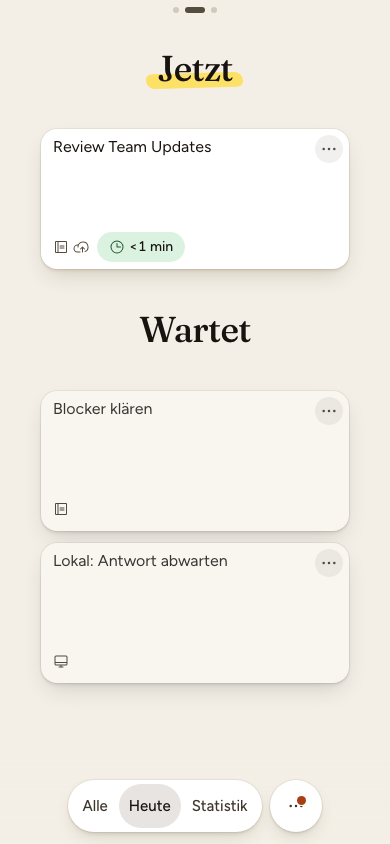 Jetzt
Review Team Updates
<1 min
Wartet
Blocker klären
Lokal: Antwort abwarten
Alle Heute Statistik